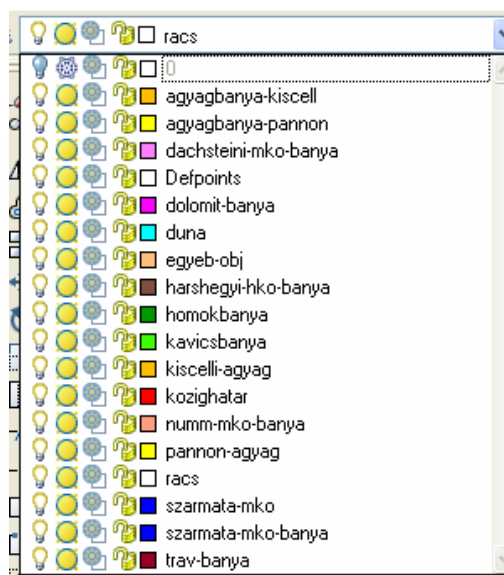 racs
0
agyagbanya-kiscell
agyagbanya-pannon
dachsteini-mko-banya
Defpoints
dolomit-banya
duna
egyeb-obj
harshegyi-hko-banya
homokbanya
kavicsbanya
kiscelli-agyag
kozighatar
numm-mko-banya
pannon-agyag
racs
szarmata-mko
szarmata-mko-banya
trav-banya